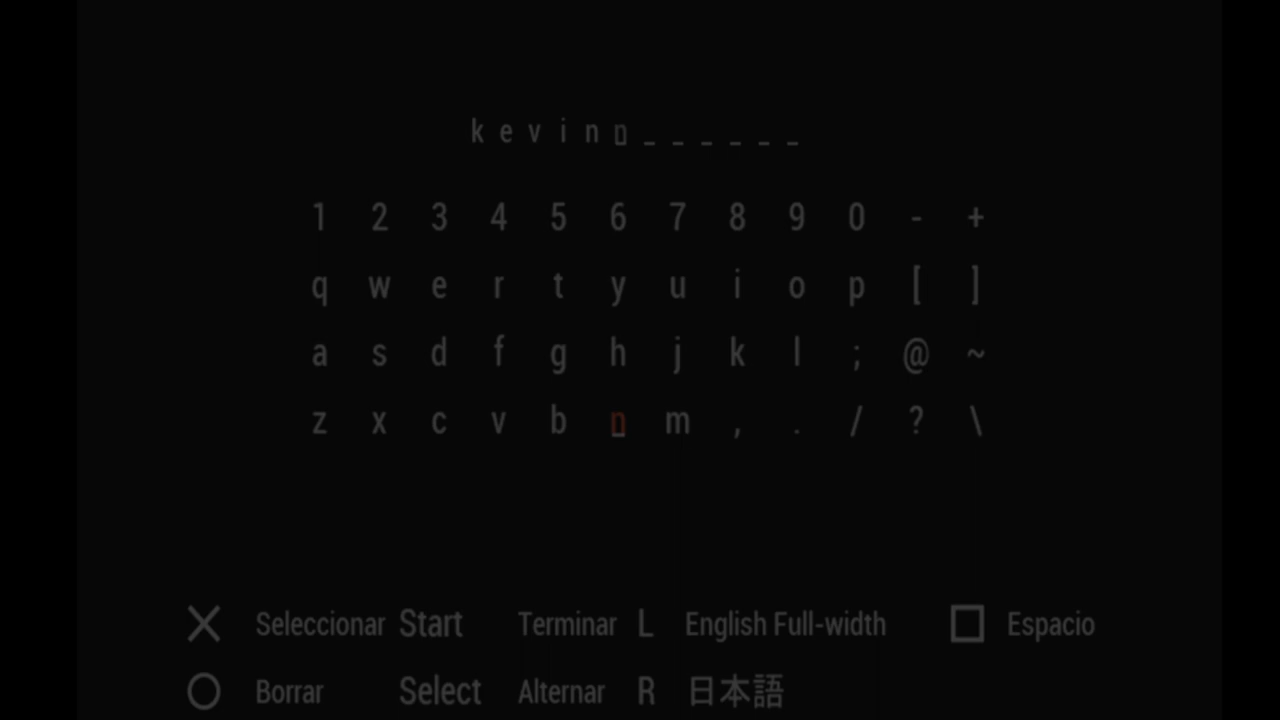 kevinn______
1 2 3 4 5 6 7 8 9 0 - +
q w e r t y u i o p [ ]
a s d f g h j k l ; @ ~
z x c v b n m , . / ? \
Seleccionar Start Terminar L English Full-width Espacio
Borrar Select Alternar R 日本語